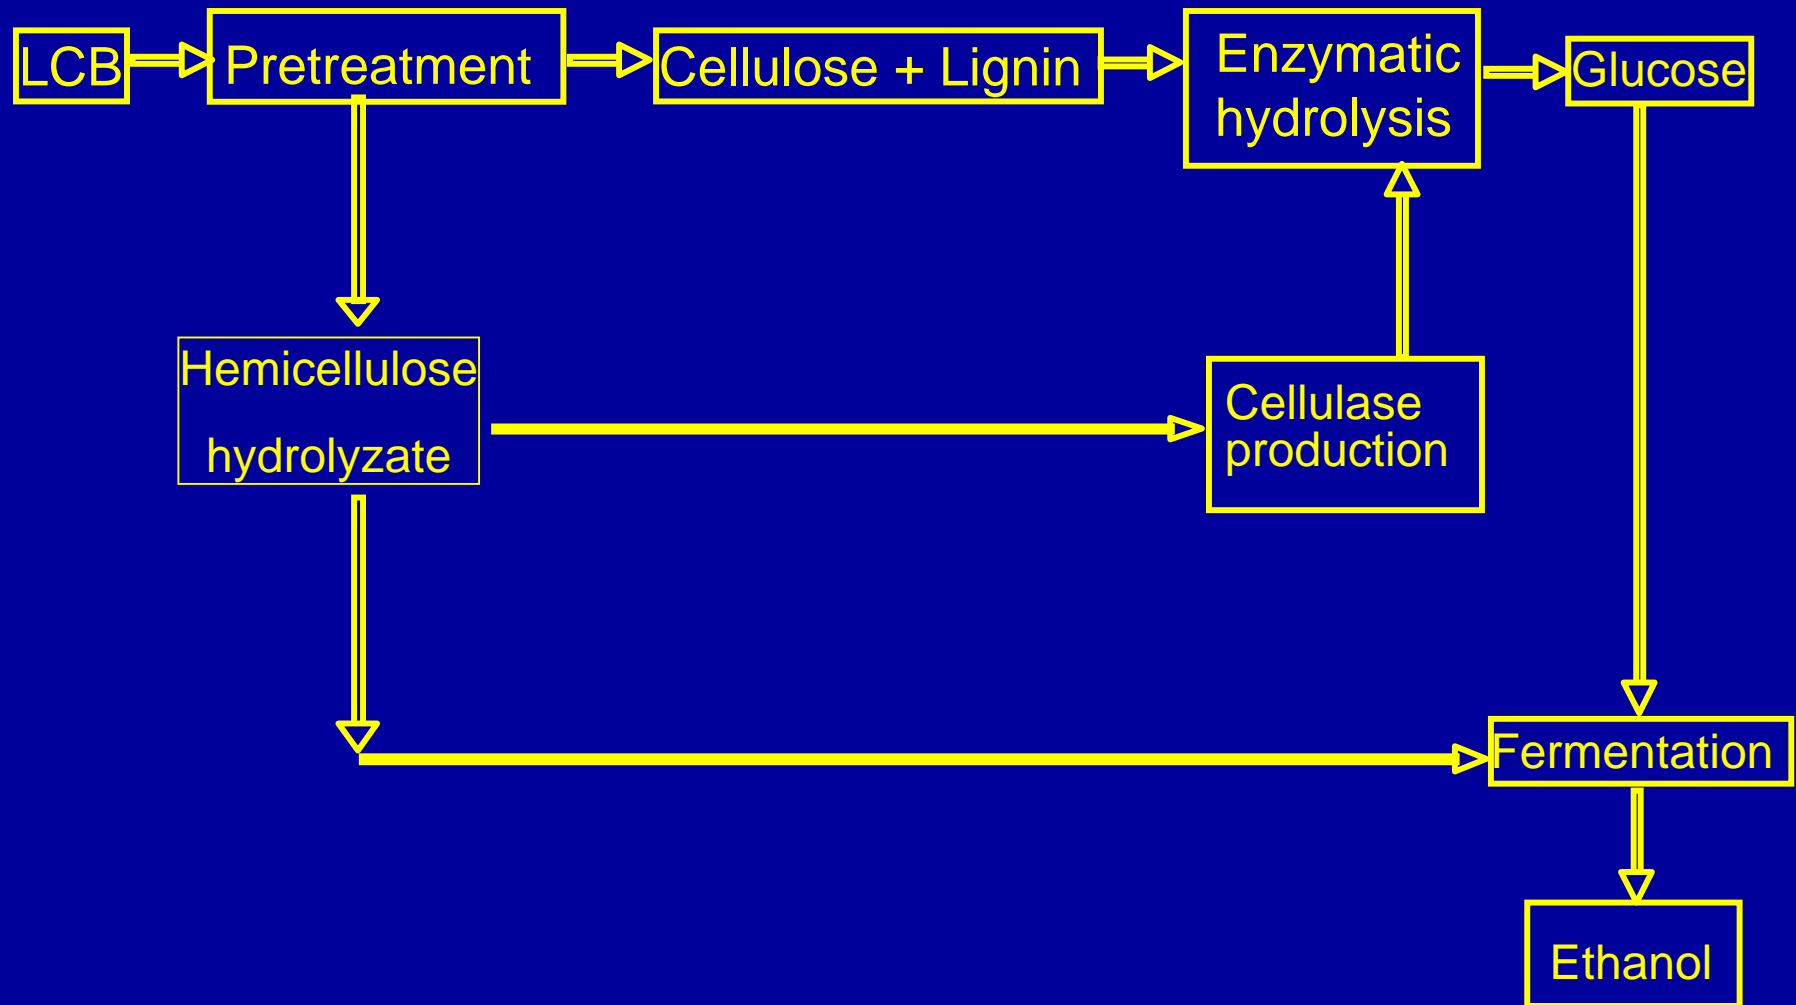 LCB
Pretreatment
Cellulose + Lignin
Enzymatic
hydrolysis
Glucose
Hemicellulose
hydrolyzate
Cellulase
production
Fermentation
Ethanol